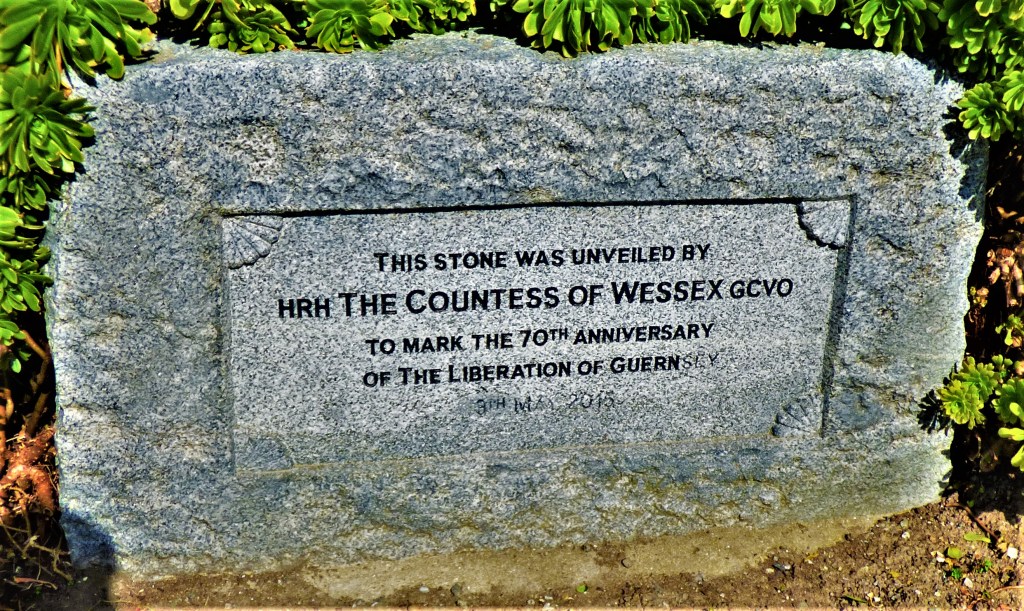 THIS STONE WAS UNVEILED BY
HRH THE COUNTESS OF WESSEX GCVO
TO MARK THE 70TH ANNIVERSARY
OF THE LIBERATION OF GUERNSEY
9TH MAY 2015